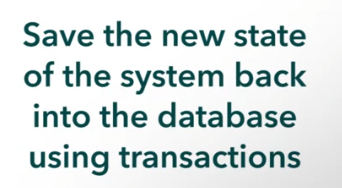 Save the new state
of the system back
into the database
using transactions